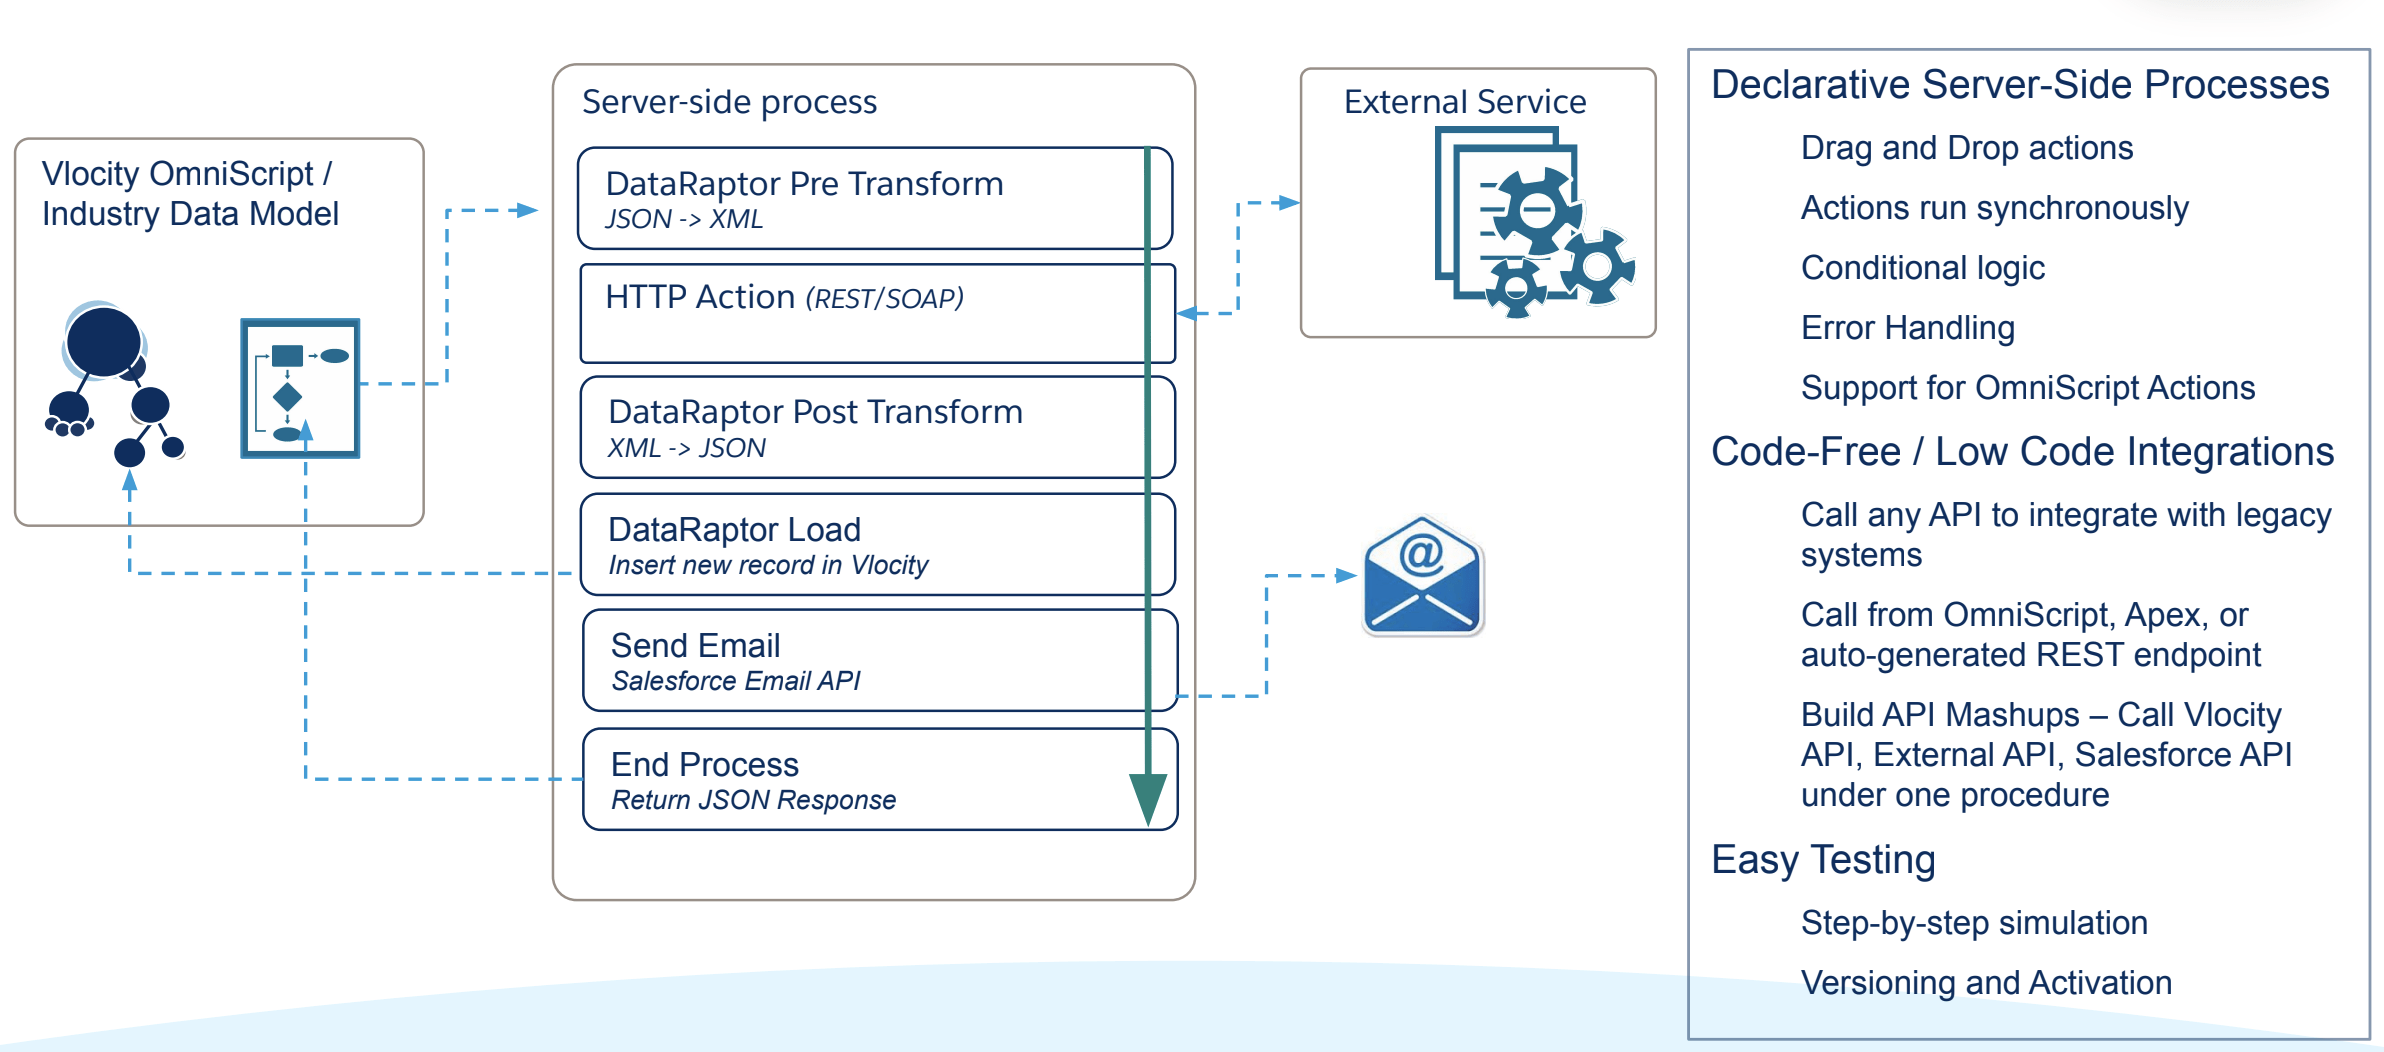 Vlocity OmniScript /
Industry Data Model
Server-side process
DataRaptor Pre Transform
JSON -> XML
HTTP Action (REST/SOAP)
DataRaptor Post Transform
XML -> JSON
DataRaptor Load
Insert new record in Vlocity
Send Email
Salesforce Email API
End Process
Return JSON Response
External Service
@
Declarative Server-Side Processes
Drag and Drop actions
Actions run synchronously
Conditional logic
Error Handling
Support for OmniScript Actions
Code-Free / Low Code Integrations
Call any API to integrate with legacy
systems
Call from OmniScript, Apex, or
auto-generated REST endpoint
Build API Mashups – Call Vlocity
API, External API, Salesforce API
under one procedure
Easy Testing
Step-by-step simulation
Versioning and Activation